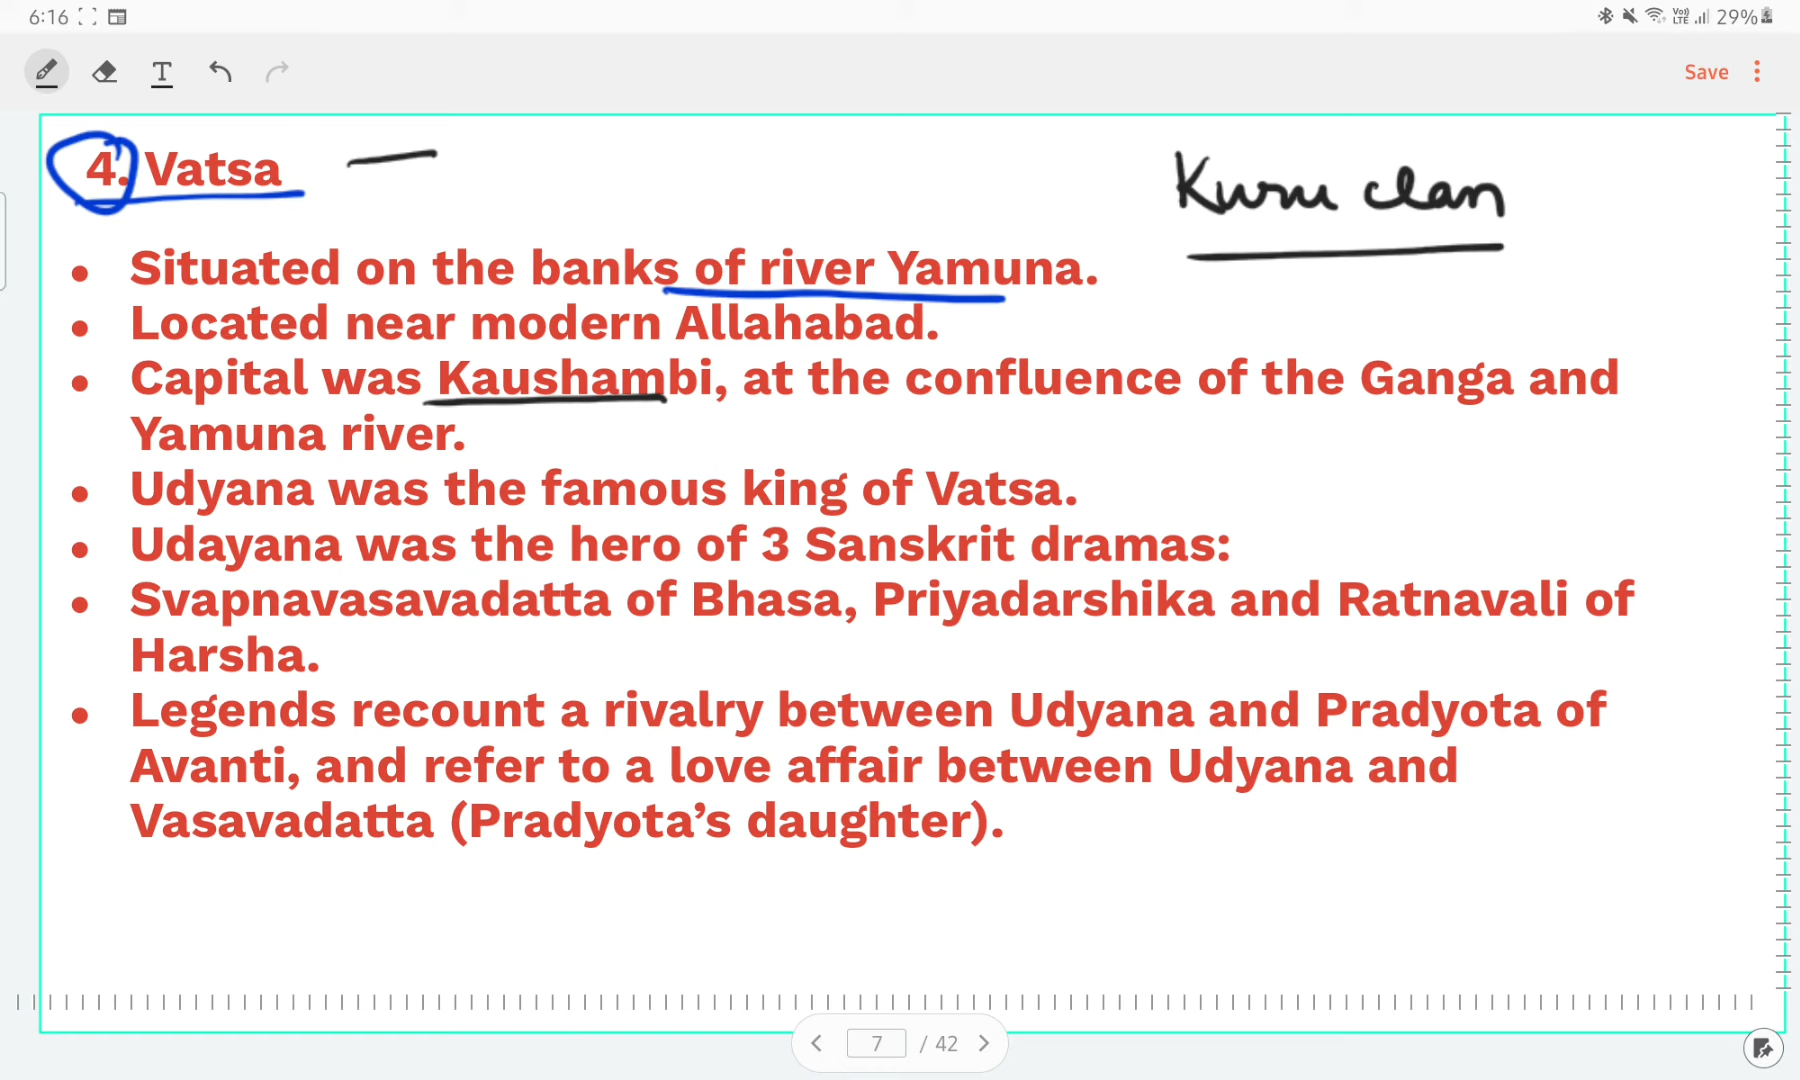 6:16
29%
Save
4. Vatsa
Kuru clan
Situated on the banks of river Yamuna.
Located near modern Allahabad.
Capital was Kaushambi, at the confluence of the Ganga and
Yamuna river.
Udyana was the famous king of Vatsa.
Udayana was the hero of 3 Sanskrit dramas:
Svapnavasavadatta of Bhasa, Priyadarshika and Ratnavali of
Harsha.
Legends recount a rivalry between Udyana and Pradyota of
Avanti, and refer to a love affair between Udyana and
Vasavadatta (Pradyota’s daughter).
7 / 42